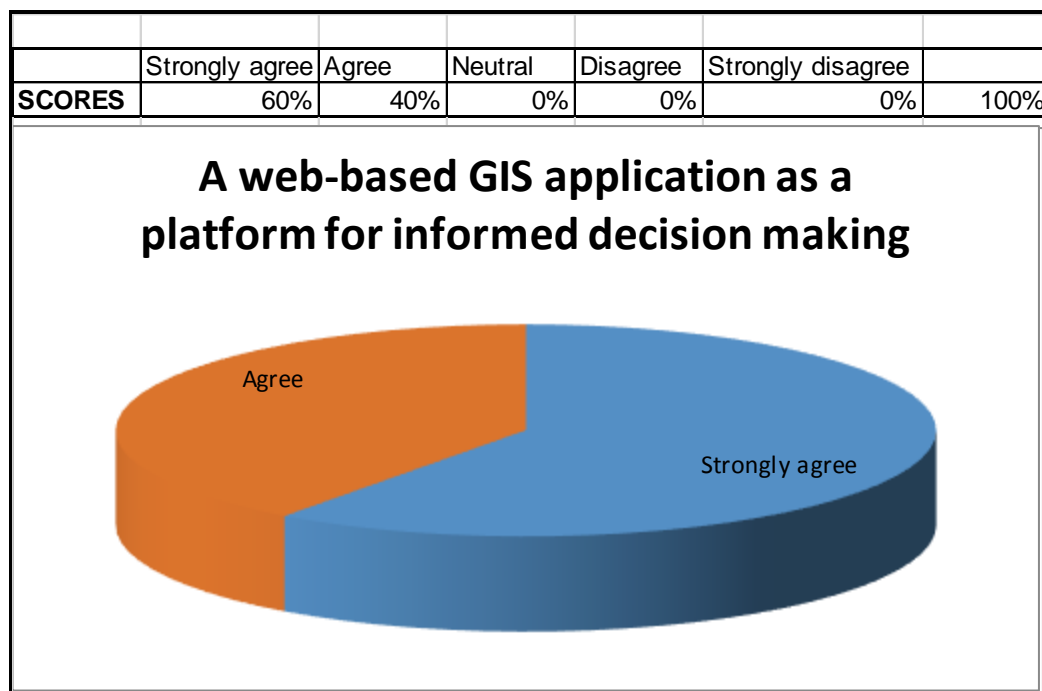 Strongly agree Agree Neutral Disagree Strongly disagree
SCORES 60% 40% 0% 0% 0% 100%
A web-based GIS application as a
platform for informed decision making
Agree
Strongly agree